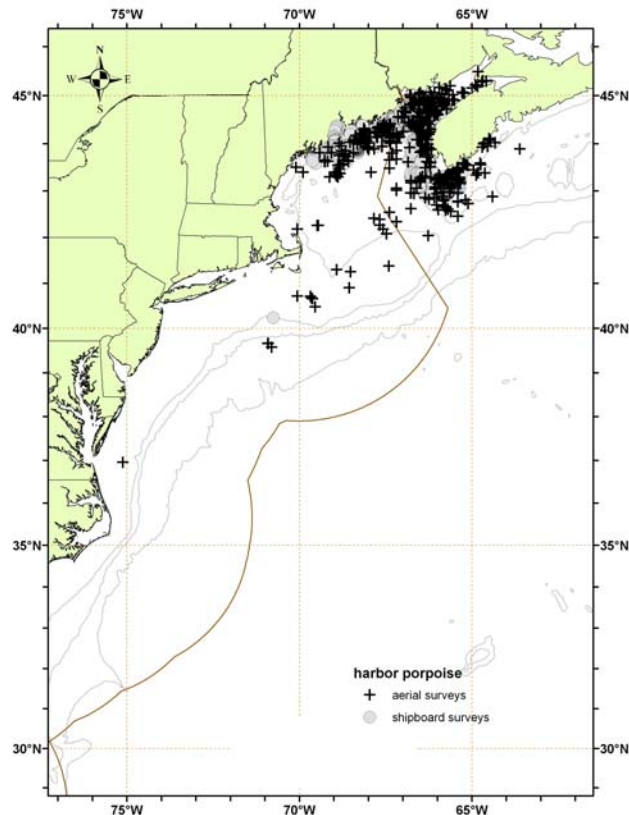 75°W 70°W 65°W
N
W E
S
45°N 45°N
40°N 40°N
35°N 35°N
harbor porpoise
aerial surveys
shipboard surveys
30°N 30°N
75°W 70°W 65°W